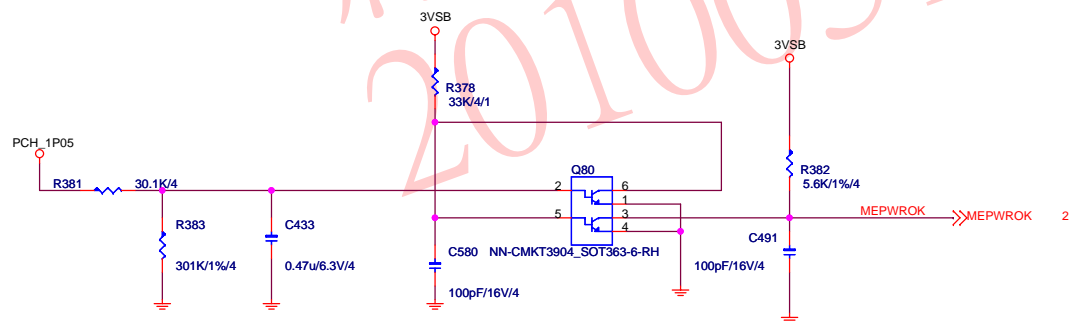 3VSB
R378
33K/4/1
3VSB
PCH_1P05
R381
30.1K/4
R383
301K/1%/4
C433
0.47u/6.3V/4
Q80
2
5
6
1
3
4
NN-CMKT3904_SOT363-6-RH
C580
100pF/16V/4
R382
5.6K/1%/4
MEPWROK
MEPWROK
2
C491
100pF/16V/4